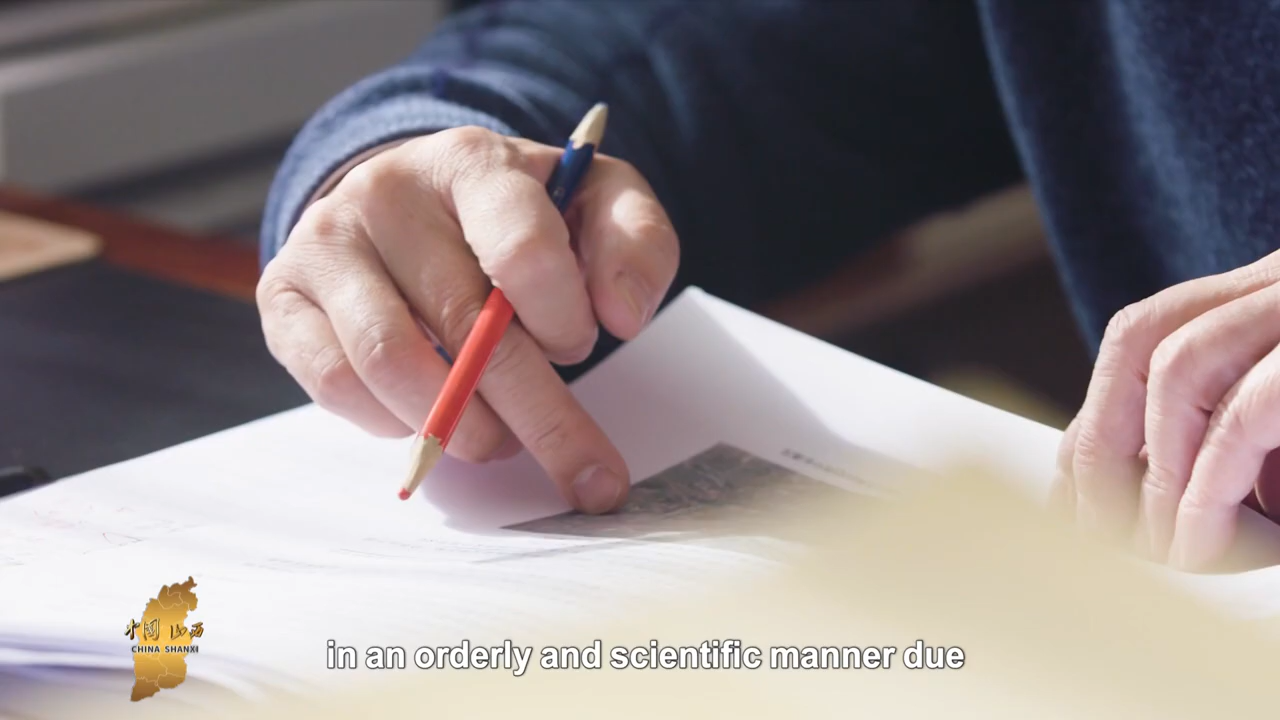 中国 山西
CHINA SHANXI
in an orderly and scientific manner due